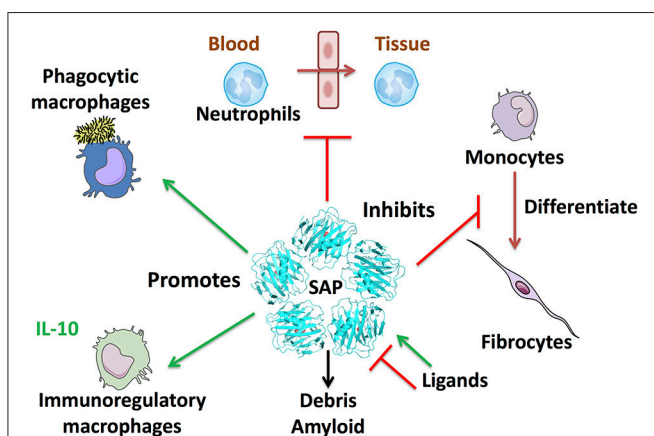 Blood
Tissue
Neutrophils
Phagocytic
macrophages
Monocytes
Differentiate
Fibrocytes
Inhibits
Promotes
SAP
IL-10
Immunoregulatory
macrophages
Debris
Amyloid
Ligands